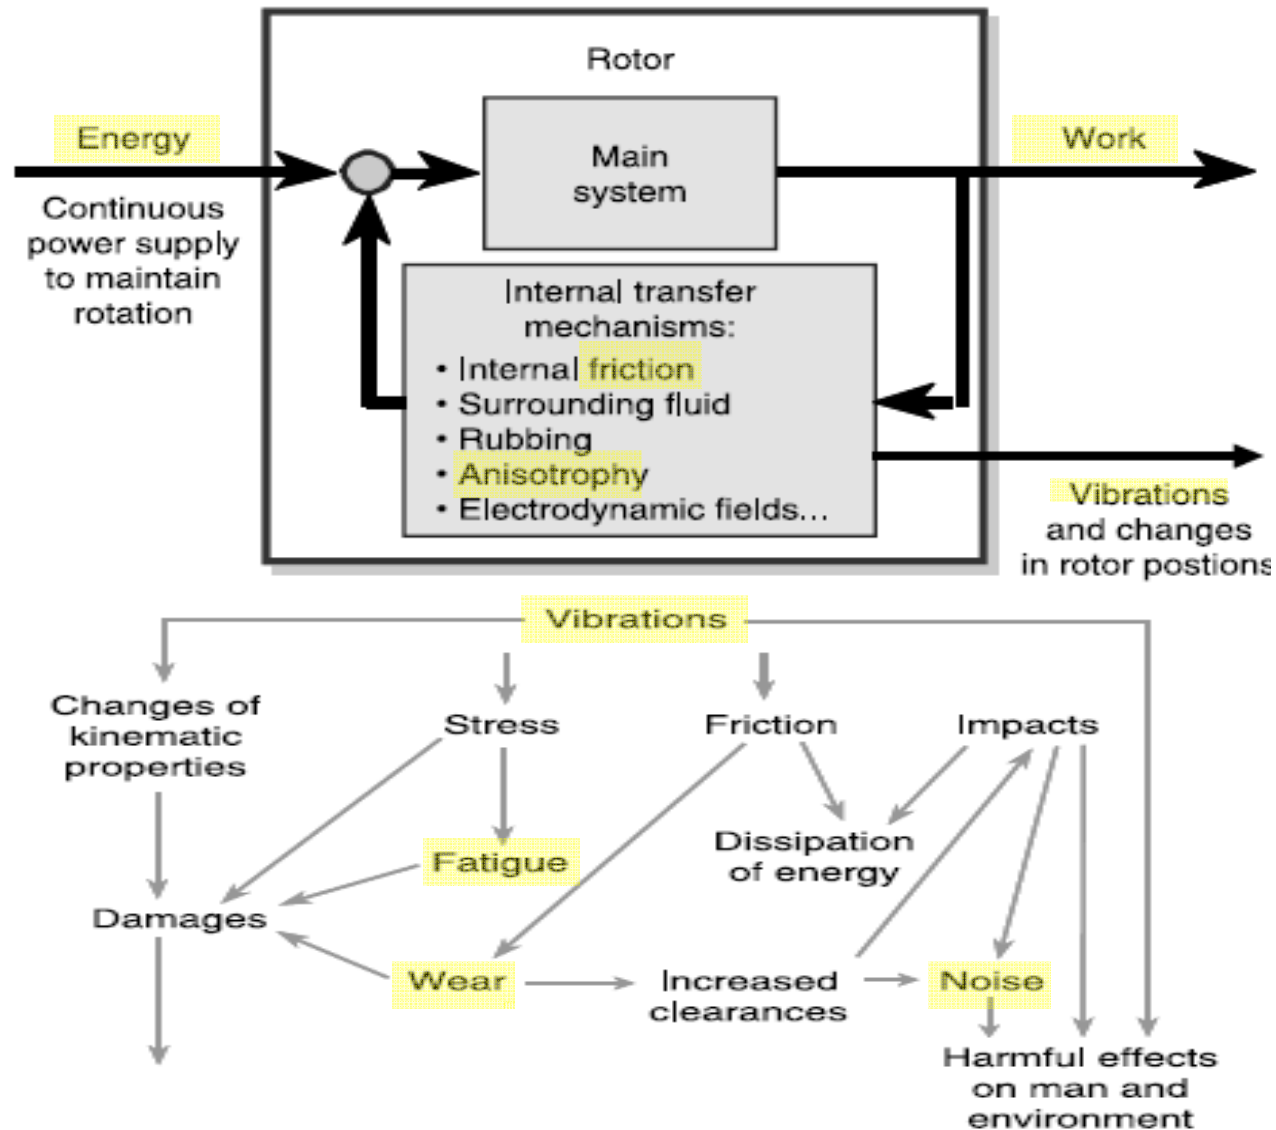 Rotor
Energy
Main
system
Work
Continuous
power supply
to maintain
rotation
Internal transfer
mechanisms:
• Internal friction
• Surrounding fluid
• Rubbing
• Anisotrophy
• Electrodynamic fields...
Vibrations
and changes
in rotor postions
Vibrations
Changes of
kinematic
properties
Stress
Friction
Impacts
Dissipation
of energy
Fatigue
Damages
Wear
Increased
clearances
Noise
Harmful effects
on man and
environment